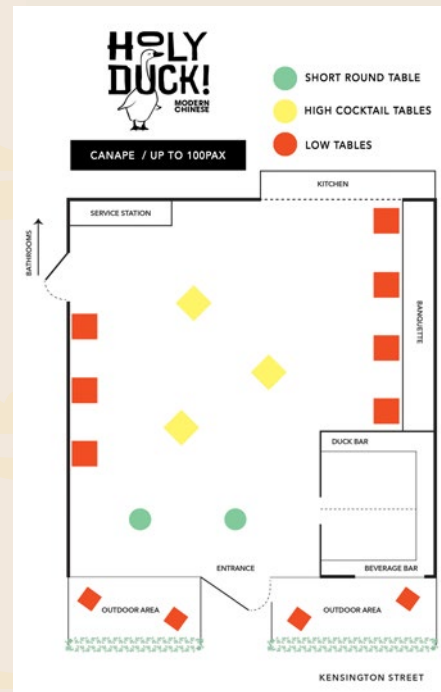 HOLY
DUCK!
MODERN
CHINESE
CANAPE / UP TO 100PAX
SHORT ROUND TABLE
HIGH COCKTAIL TABLES
LOW TABLES
KITCHEN
SERVICE STATION
BATHROOMS
BANQUETTE
DUCK BAR
ENTRANCE
BEVERAGE BAR
OUTDOOR AREA
OUTDOOR AREA
KENSINGTON STREET